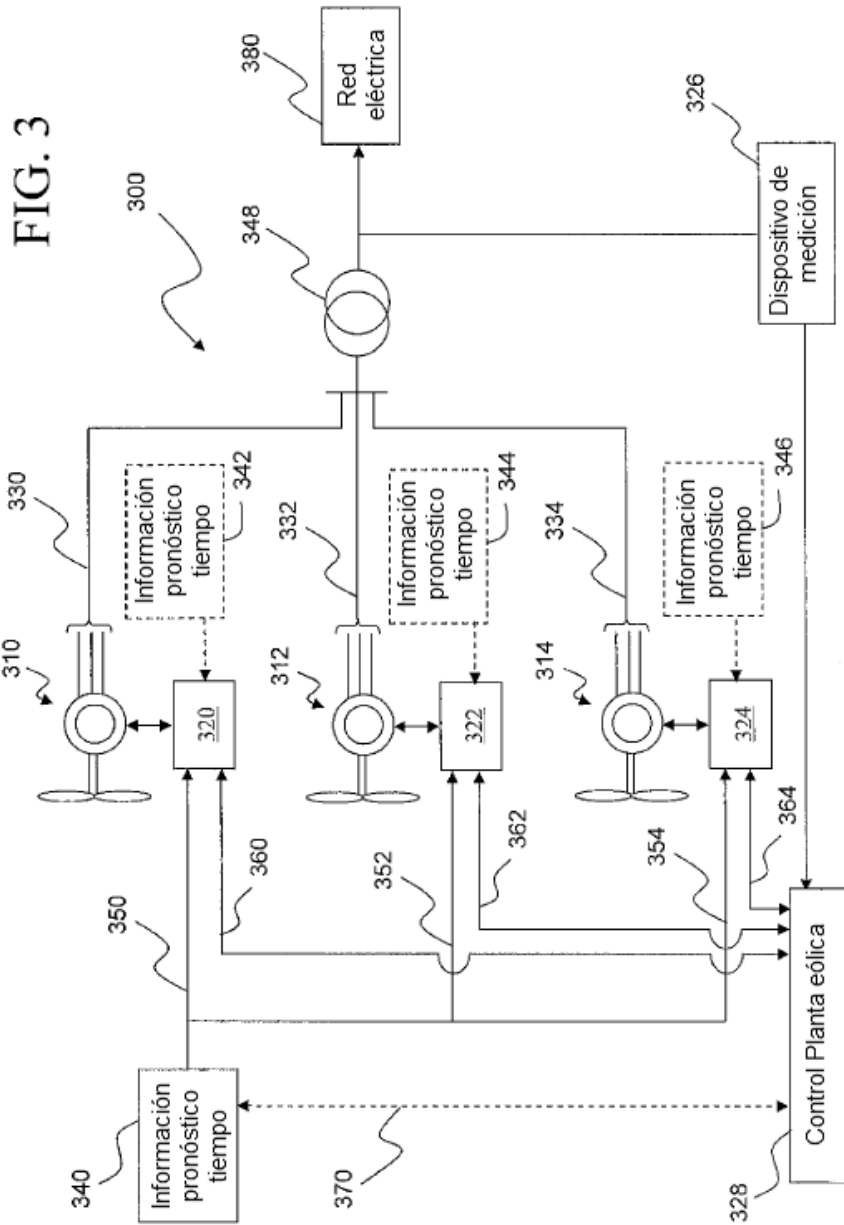 FIG. 3
300
310
330
320
342
Información
pronóstico
tiempo
348
380
Red
eléctrica
312
332
322
344
Información
pronóstico
tiempo
314
334
324
346
Información
pronóstico
tiempo
326
Dispositivo de
medición
350
360
352
362
354
364
340
Información
pronóstico
tiempo
370
328
Control Planta eólica